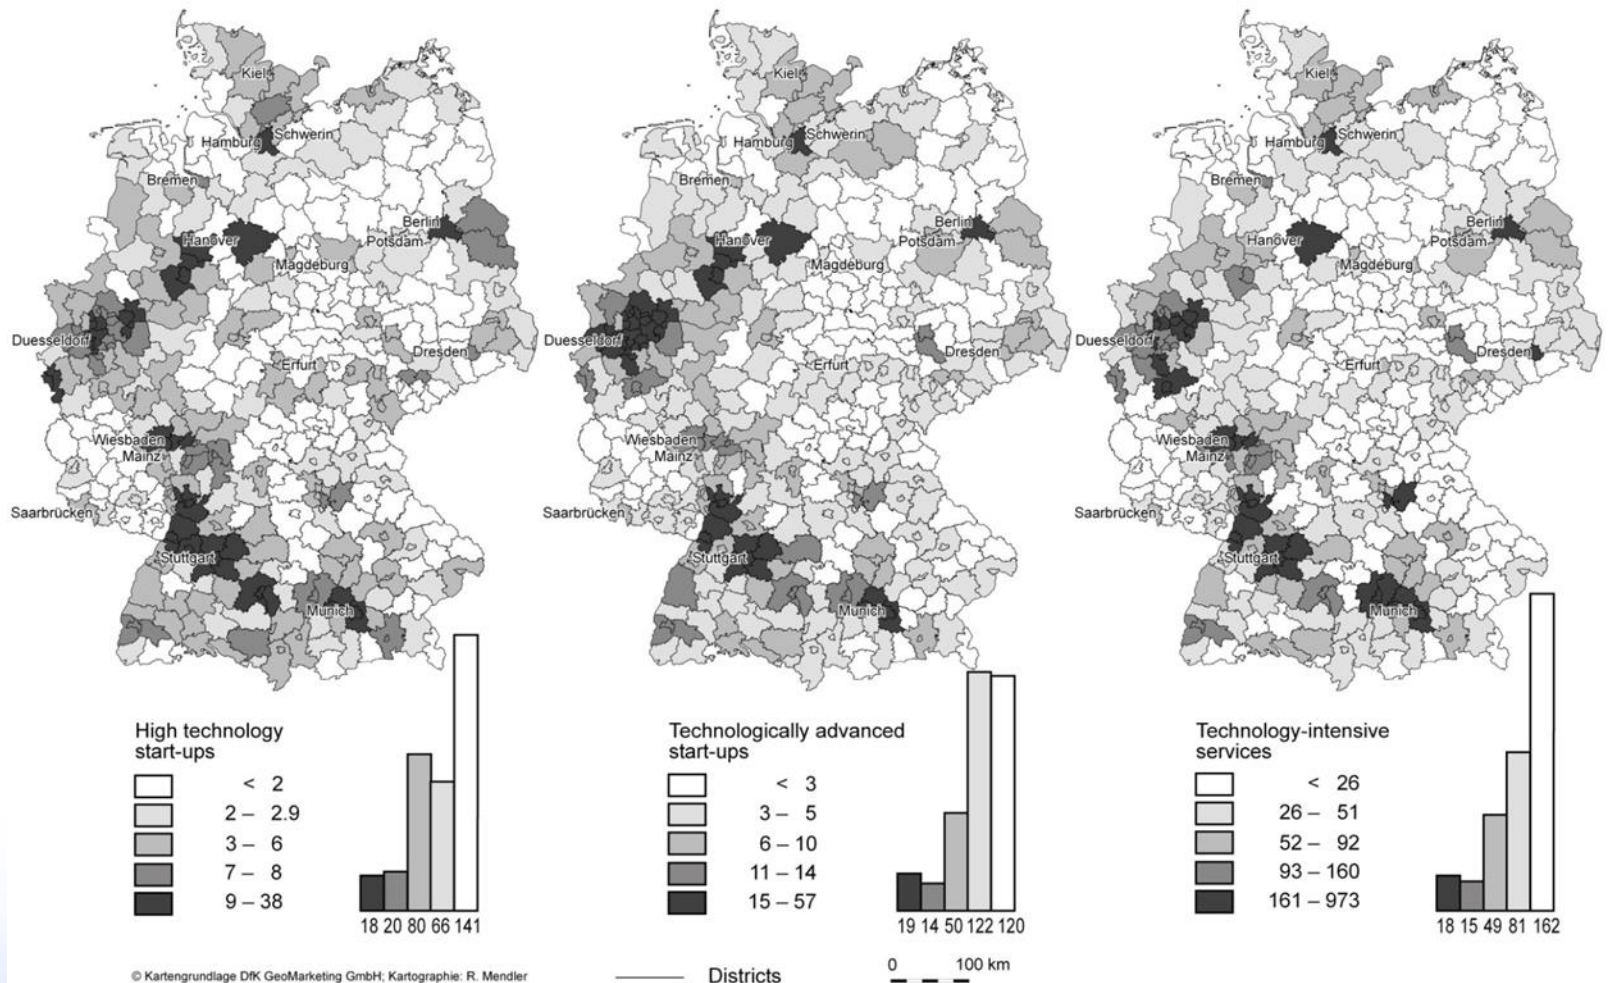 Kiel
Schwerin
Hamburg
Bremen
Berlin
Hanover
Potsdam
Magdeburg
Duesseldorf
Dresden
Erfurt
Wiesbaden
Mainz
Saarbrücken
Stuttgart
Munich
High technology
start-ups
< 2
2 – 2.9
3 – 6
7 – 8
9 – 38
18 20 80 66 141
Kiel
Schwerin
Hamburg
Bremen
Berlin
Hanover
Potsdam
Magdeburg
Duesseldorf
Dresden
Erfurt
Wiesbaden
Mainz
Saarbrücken
Stuttgart
Munich
Technologically advanced
start-ups
< 3
3 – 5
6 – 10
11 – 14
15 – 57
19 14 50 122 120
Kiel
Schwerin
Hamburg
Bremen
Berlin
Hanover
Potsdam
Magdeburg
Duesseldorf
Dresden
Erfurt
Wiesbaden
Mainz
Saarbrücken
Stuttgart
Munich
Technology-intensive
services
< 26
26 – 51
52 – 92
93 – 160
161 – 973
18 15 49 81 162
© Kartengrundlage DfK GeoMarketing GmbH; Kartographie: R. Mendler
Districts
0 100 km